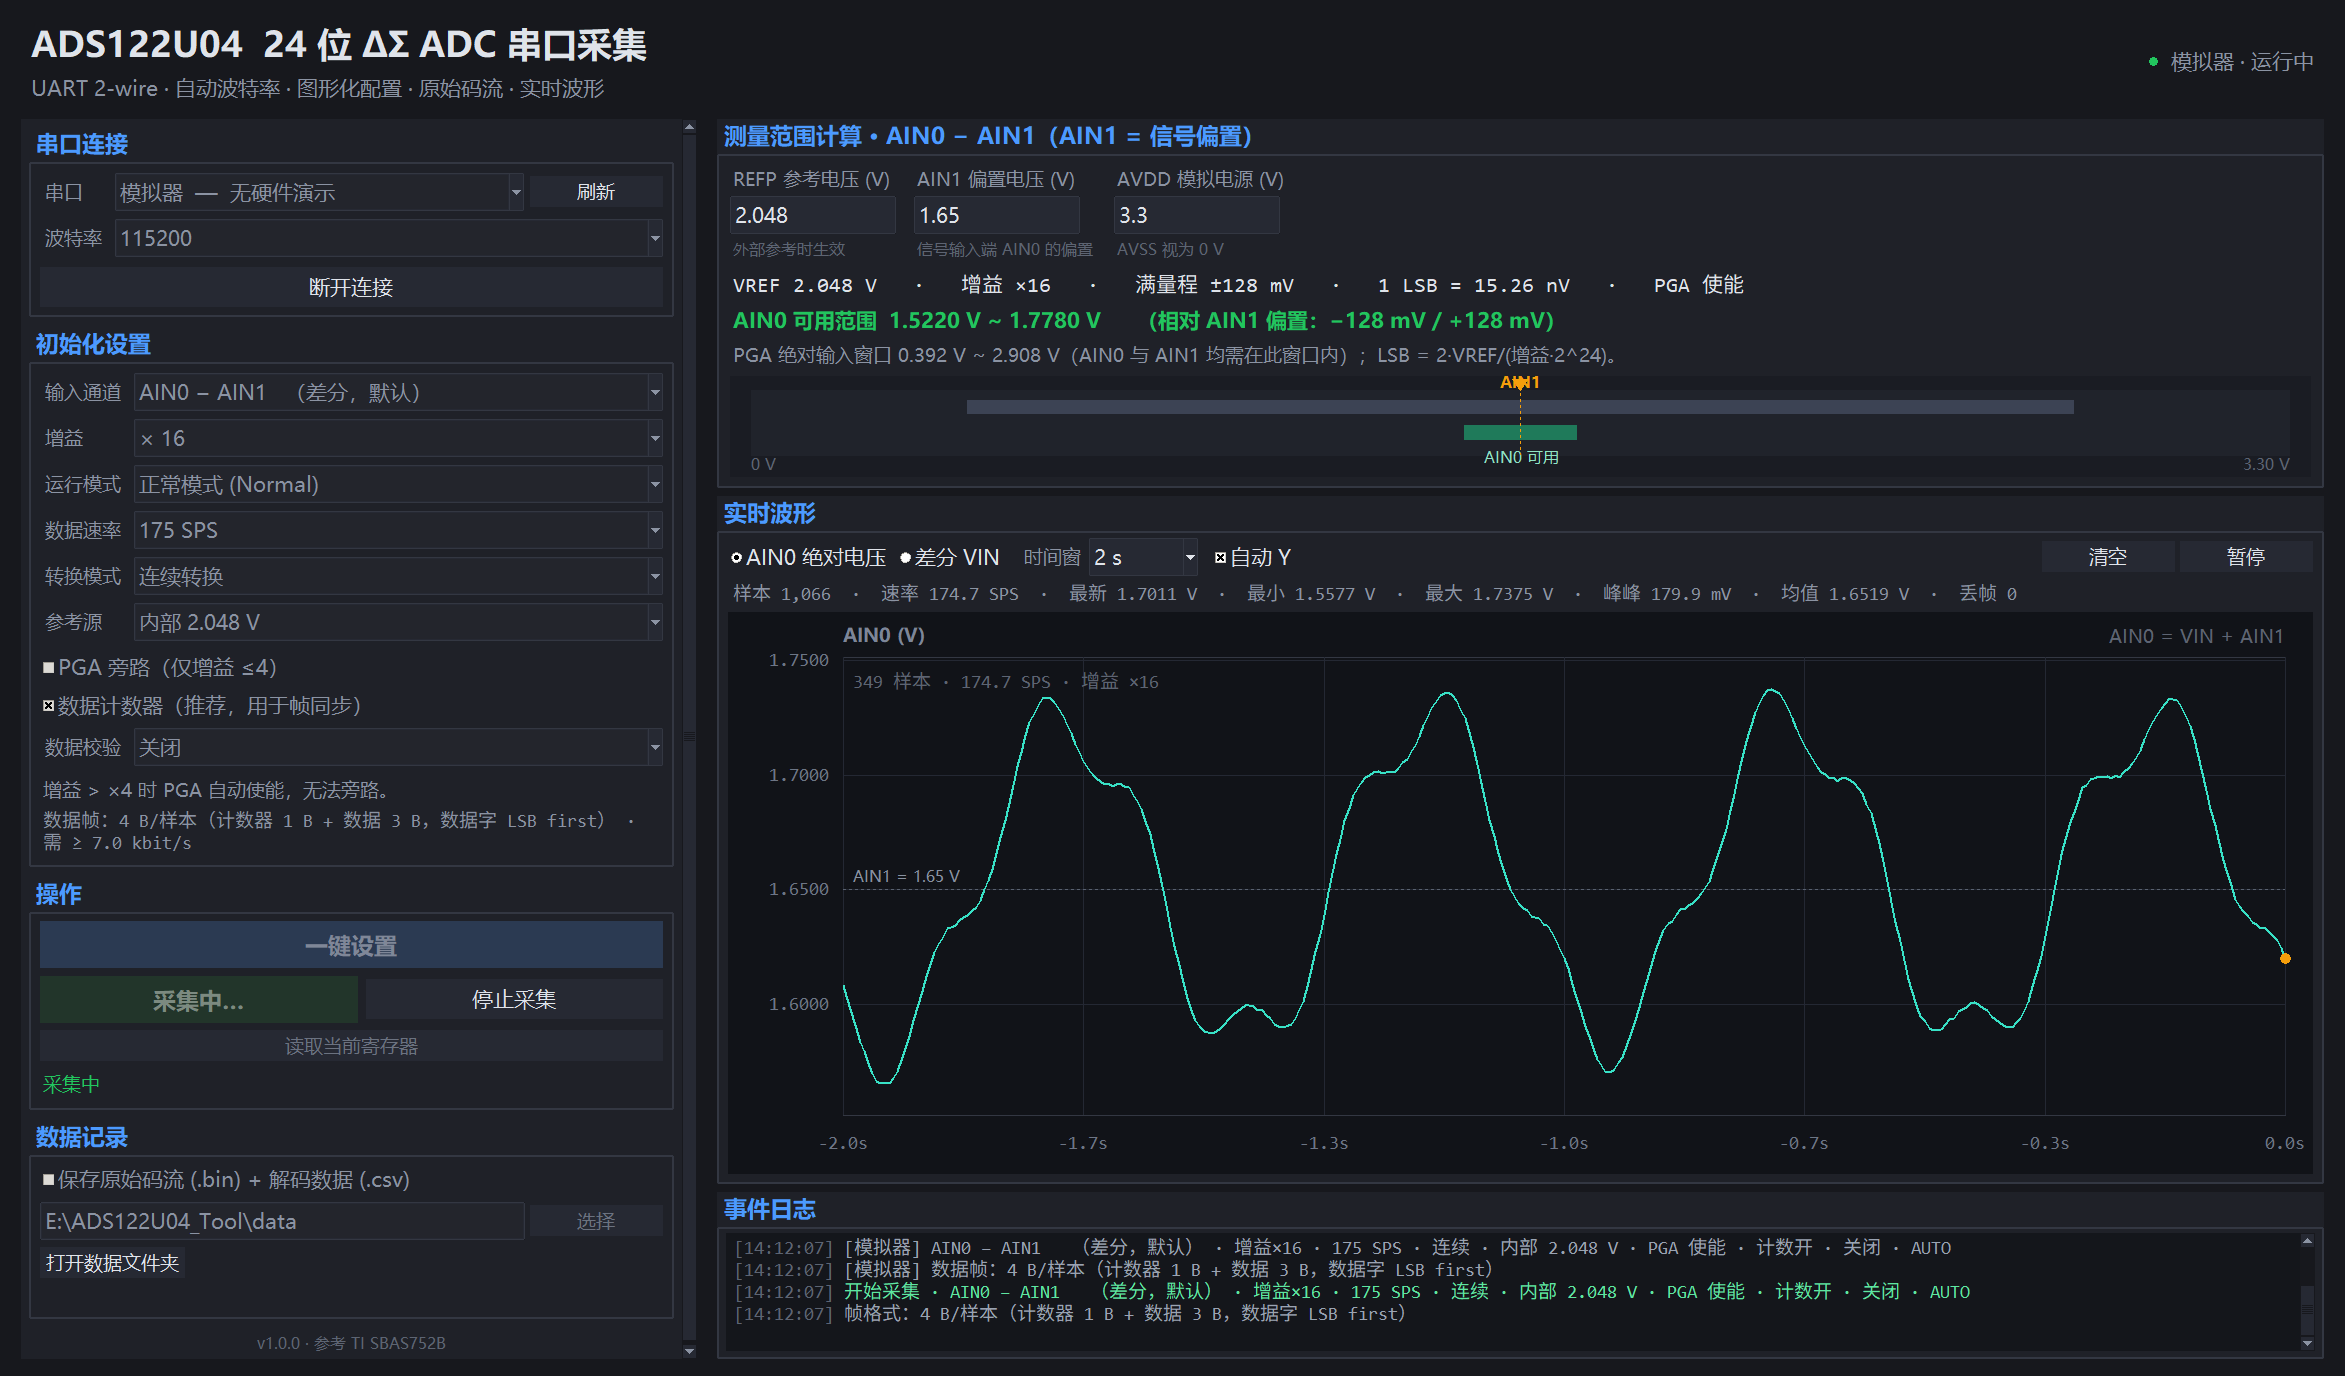 ADS122U04 24 位 ΔΣ ADC 串口采集
UART 2-wire · 自动波特率 · 图形化配置 · 原始码流 · 实时波形
模拟器 · 运行中
串口连接
串口 模拟器 — 无硬件演示 刷新
波特率 115200
断开连接
初始化设置
输入通道 AIN0 – AIN1 （差分，默认）
增益 × 16
运行模式 正常模式 (Normal)
数据速率 175 SPS
转换模式 连续转换
参考源 内部 2.048 V
PGA 旁路（仅增益 ≤4）
数据计数器（推荐，用于帧同步）
数据校验 关闭
增益 > ×4 时 PGA 自动使能，无法旁路。
数据帧：4 B/样本（计数器 1 B + 数据 3 B，数据字 LSB first） ·
需 ≥ 7.0 kbit/s
操作
一键设置
采集中… 停止采集
读取当前寄存器
采集中
数据记录
保存原始码流 (.bin) + 解码数据 (.csv)
E:\ADS122U04_Tool\data 选择
打开数据文件夹
v1.0.0 · 参考 TI SBAS752B
测量范围计算 • AIN0 – AIN1（AIN1 = 信号偏置）
REFP 参考电压 (V) AIN1 偏置电压 (V) AVDD 模拟电源 (V)
2.048 1.65 3.3
外部参考时生效 信号输入端 AIN0 的偏置 AVSS 视为 0 V
VREF 2.048 V · 增益 ×16 · 满量程 ±128 mV · 1 LSB = 15.26 nV · PGA 使能
AIN0 可用范围 1.5220 V ~ 1.7780 V （相对 AIN1 偏置：−128 mV / +128 mV）
PGA 绝对输入窗口 0.392 V ~ 2.908 V（AIN0 与 AIN1 均需在此窗口内）；LSB = 2·VREF/(增益·2^24)。
AIN1
AIN0 可用
0 V 3.30 V
实时波形
AIN0 绝对电压 差分 VIN 时间窗 2 s 自动 Y 清空 暂停
样本 1,066 · 速率 174.7 SPS · 最新 1.7011 V · 最小 1.5577 V · 最大 1.7375 V · 峰峰 179.9 mV · 均值 1.6519 V · 丢帧 0
AIN0 (V) AIN0 = VIN + AIN1
1.7500
349 样本 · 174.7 SPS · 增益 ×16
1.7000
AIN1 = 1.65 V
1.6500
1.6000
-2.0s -1.7s -1.3s -1.0s -0.7s -0.3s 0.0s
事件日志
[14:12:07] [模拟器] AIN0 – AIN1 （差分，默认） · 增益×16 · 175 SPS · 连续 · 内部 2.048 V · PGA 使能 · 计数开 · 关闭 · AUTO
[14:12:07] [模拟器] 数据帧：4 B/样本（计数器 1 B + 数据 3 B，数据字 LSB first）
[14:12:07] 开始采集 · AIN0 – AIN1 （差分，默认） · 增益×16 · 175 SPS · 连续 · 内部 2.048 V · PGA 使能 · 计数开 · 关闭 · AUTO
[14:12:07] 帧格式：4 B/样本（计数器 1 B + 数据 3 B，数据字 LSB first）